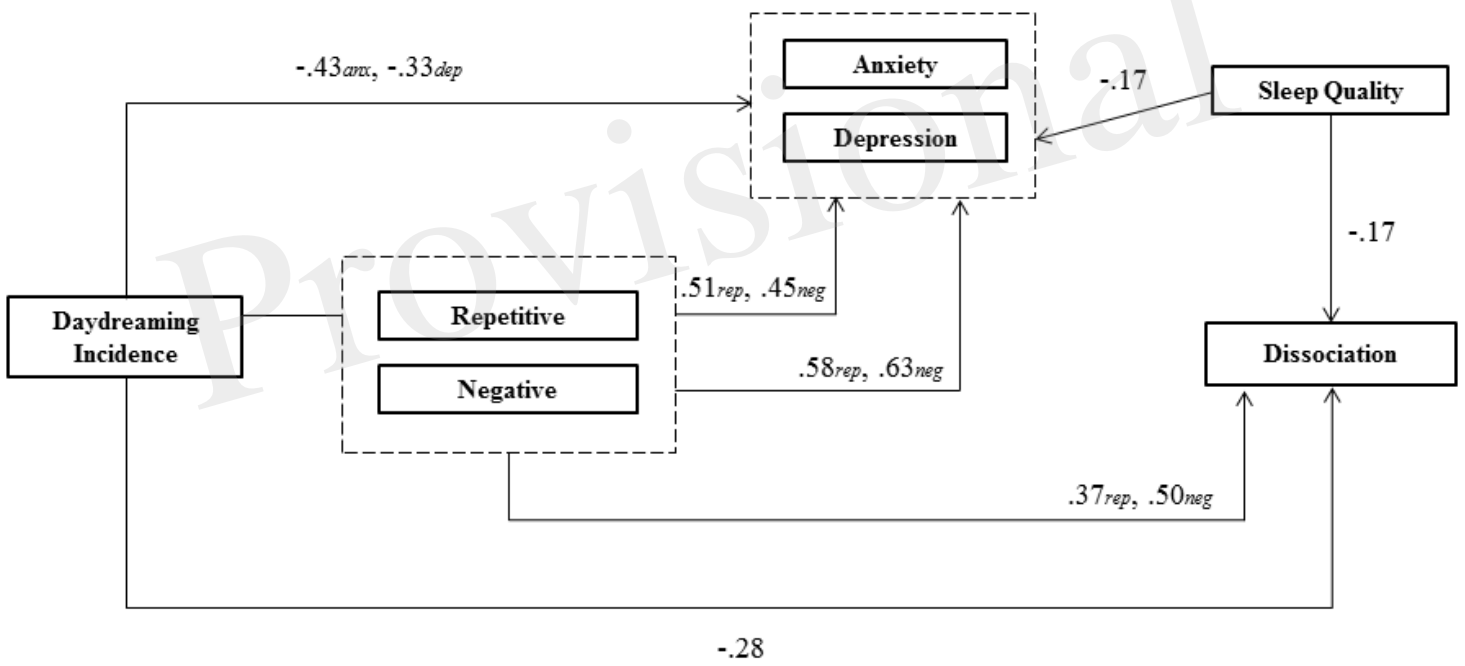 Anxiety
-.43anx, -.33dep
-.17
Sleep Quality
Depression
Provisional
-.17
.51rep, .45neg
Repetitive
Daydreaming
Incidence
Dissociation
.58rep, .63neg
Negative
.37rep, .50neg
-.28